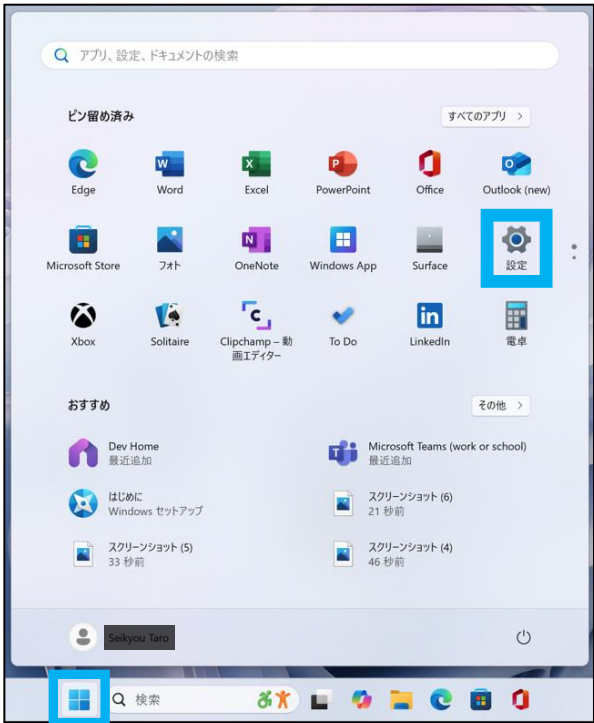 アプリ、設定、ドキュメントの検索
ピン留め済み
すべてのアプリ >
Edge
Word
Excel
PowerPoint
Office
Outlook (new)
Microsoft Store
フォト
OneNote
Windows App
Surface
設定
Xbox
Solitaire
Clipchamp – 動
画エディター
To Do
LinkedIn
電卓
おすすめ
その他 >
Dev Home
最近追加
Microsoft Teams (work or school)
最近追加
はじめに
Windows セットアップ
スクリーンショット (6)
21 秒前
スクリーンショット (5)
33 秒前
スクリーンショット (4)
46 秒前
Seikyou Taro
検索